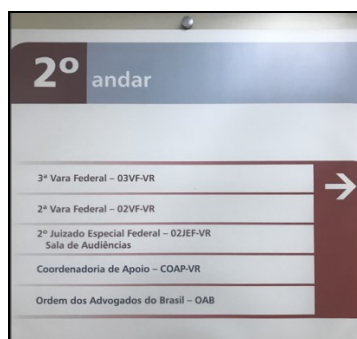 2º andar
3ª Vara Federal – 03VF-VR
2ª Vara Federal – 02VF-VR
2º Juizado Especial Federal – 02JEF-VR
Sala de Audiências
Coordenadoria de Apoio – COAP-VR
Ordem dos Advogados do Brasil – OAB